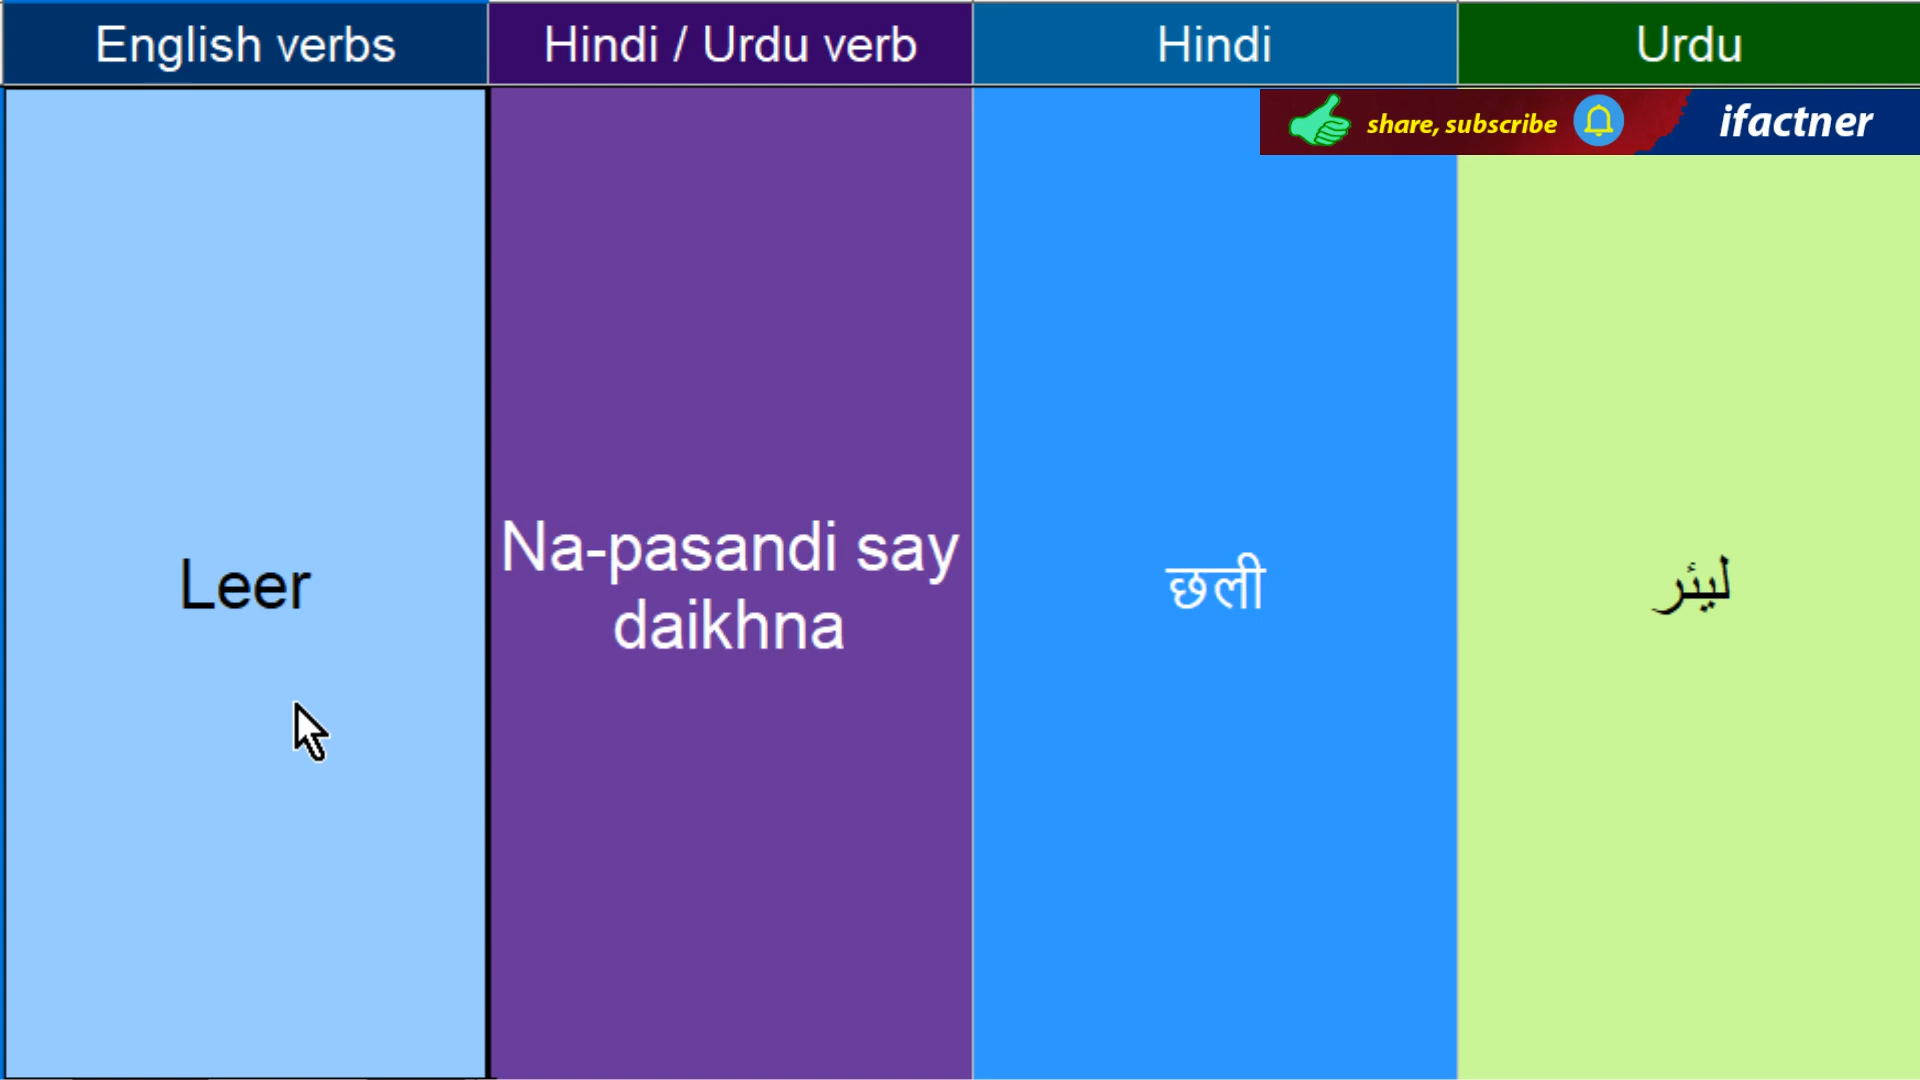 English verbs
Hindi / Urdu verb
Hindi
Urdu
share, subscribe
ifactner
Leer
Na-pasandi say
daikhna
छली
ليئر